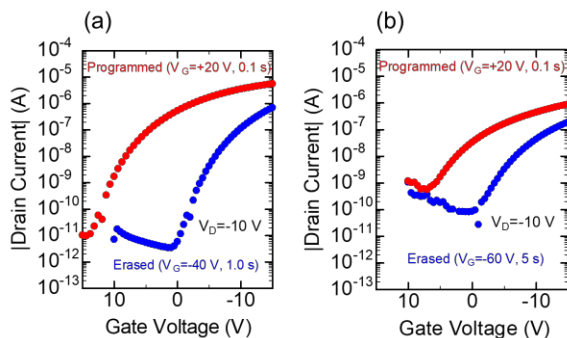 (a)
10⁻⁴
10⁻⁵
10⁻⁶
10⁻⁷
10⁻⁸
10⁻⁹
10⁻¹⁰
10⁻¹¹
10⁻¹²
10⁻¹³
|Drain Current| (A)
Programmed (V_G=+20 V, 0.1 s)
V_D=-10 V
Erased (V_G=-40 V, 1.0 s)
10 0 -10
Gate Voltage (V)
(b)
10⁻⁴
10⁻⁵
10⁻⁶
10⁻⁷
10⁻⁸
10⁻⁹
10⁻¹⁰
10⁻¹¹
10⁻¹²
10⁻¹³
|Drain Current| (A)
Programmed (V_G=+20 V, 0.1 s)
V_D=-10 V
Erased (V_G=-60 V, 5 s)
10 0 -10
Gate Voltage (V)